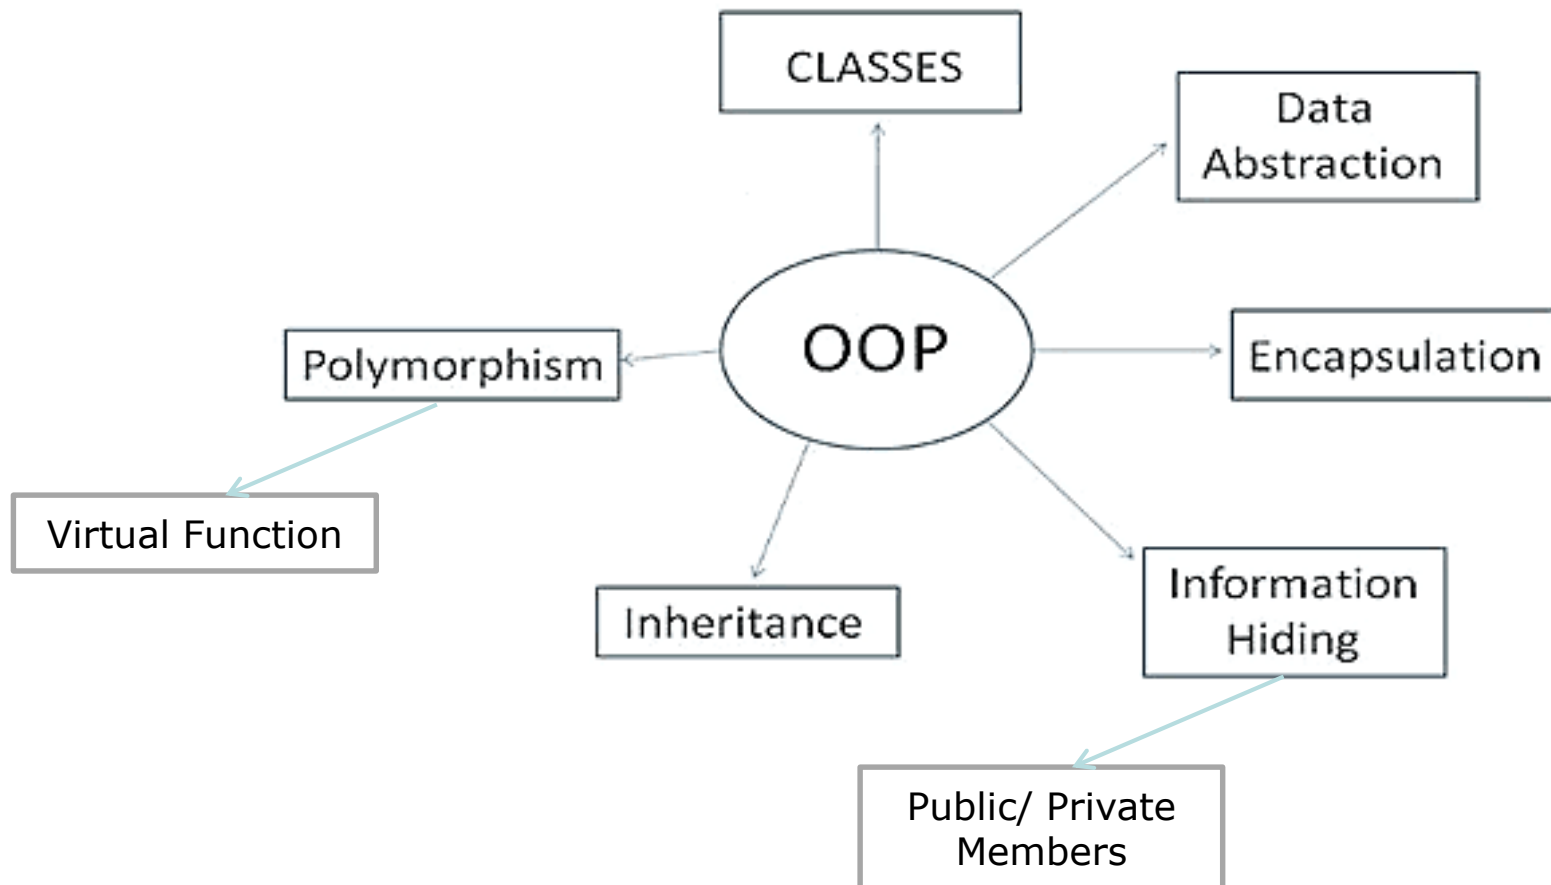 CLASSES
Data
Abstraction
OOP
Polymorphism
Encapsulation
Virtual Function
Inheritance
Information
Hiding
Public/ Private
Members